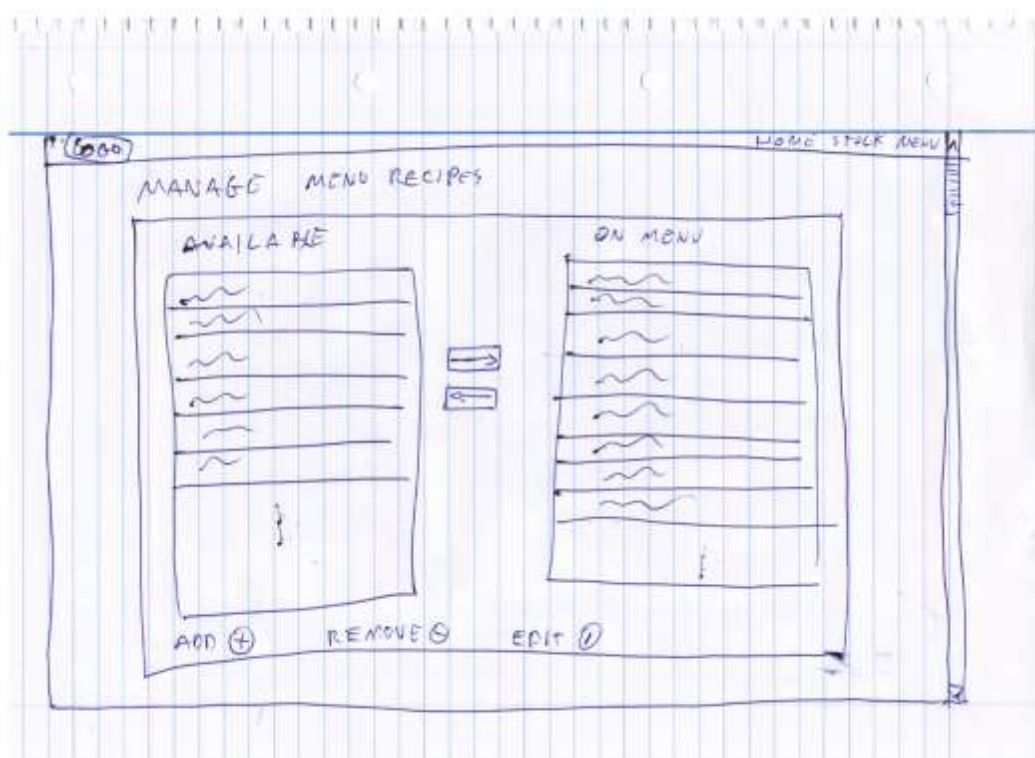 LOGO HOME STOCK MENU
MANAGE MENU RECIPES
AVAILABLE ON MENU
ADD + REMOVE - EDIT